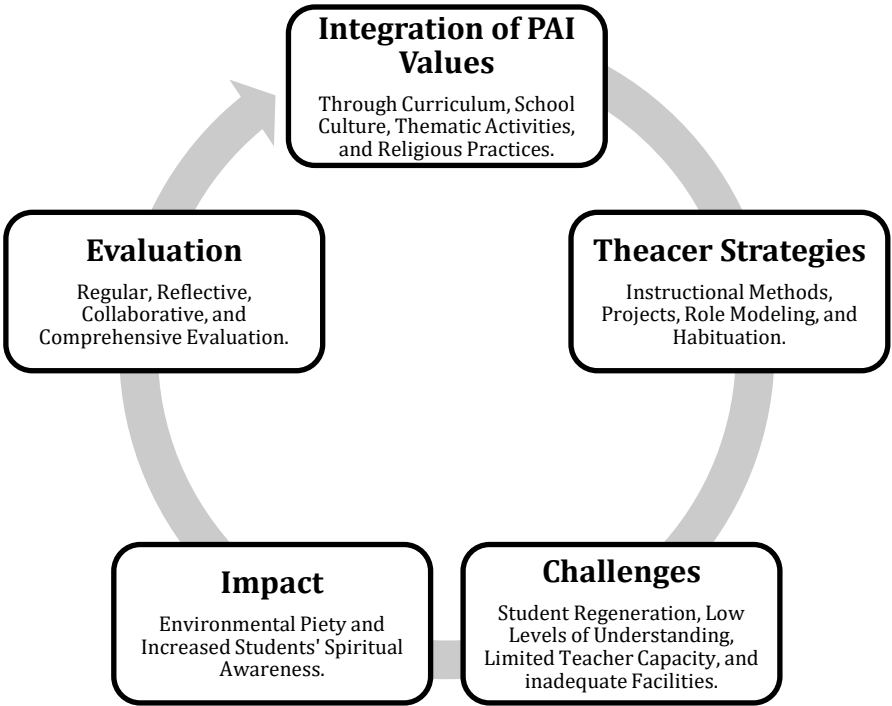 Integration of PAI
Values
Through Curriculum, School
Culture, Thematic Activities,
and Religious Practices.
Theacer Strategies
Instructional Methods,
Projects, Role Modeling, and
Habituation.
Challenges
Student Regeneration, Low
Levels of Understanding,
Limited Teacher Capacity, and
inadequate Facilities.
Impact
Environmental Piety and
Increased Students' Spiritual
Awareness.
Evaluation
Regular, Reflective,
Collaborative, and
Comprehensive Evaluation.